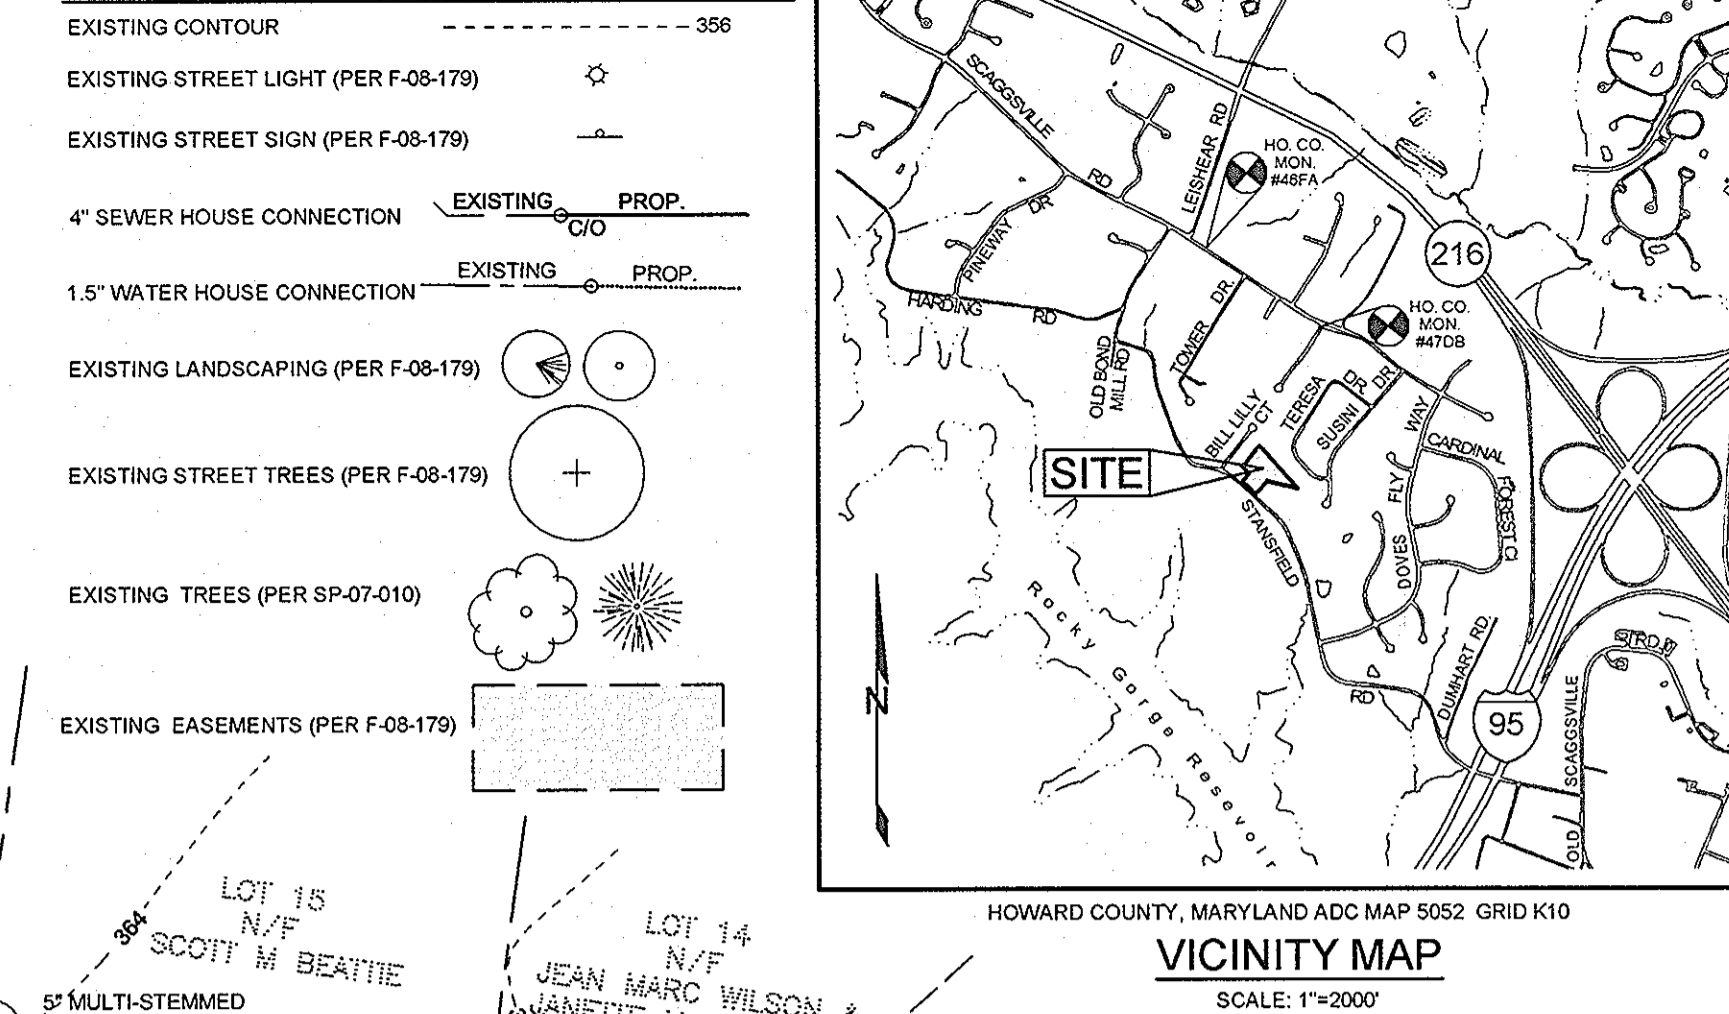 EXISTING CONTOUR
356
EXISTING STREET LIGHT (PER F-08-179)
EXISTING STREET SIGN (PER F-08-179)
4" SEWER HOUSE CONNECTION
EXISTING PROP.
C/O
1.5" WATER HOUSE CONNECTION
EXISTING PROP.
EXISTING LANDSCAPING (PER F-08-179)
EXISTING STREET TREES (PER F-08-179)
EXISTING TREES (PER SP-07-010)
EXISTING EASEMENTS (PER F-08-179)
364
LOT 15
N/F
SCOTT M BEATTIE
LOT 14
N/F
JEAN MARC WILSON &
5" MULTI-STEMMED
SCAGGSVILLE
RD
LEISHEAR RD
HO. CO.
MON.
#46FA
216
PINEWAY DR
HARDING
RD
OLD BOND
MILL RD
TOWER DR.
HO. CO.
MON.
#47DB
BILL LILLY
CT
TERESA
DR
SUSINI
DR
WAY
FLY
DOVES
CARDINAL
FOREST CI
SITE
STANSFIELD
RD
DUMHART RD.
Rocky Gorge Reservoir
N
95
OLD SCAGGSVILLE
HOWARD COUNTY, MARYLAND ADC MAP 5052 GRID K10
VICINITY MAP
SCALE: 1"=2000'